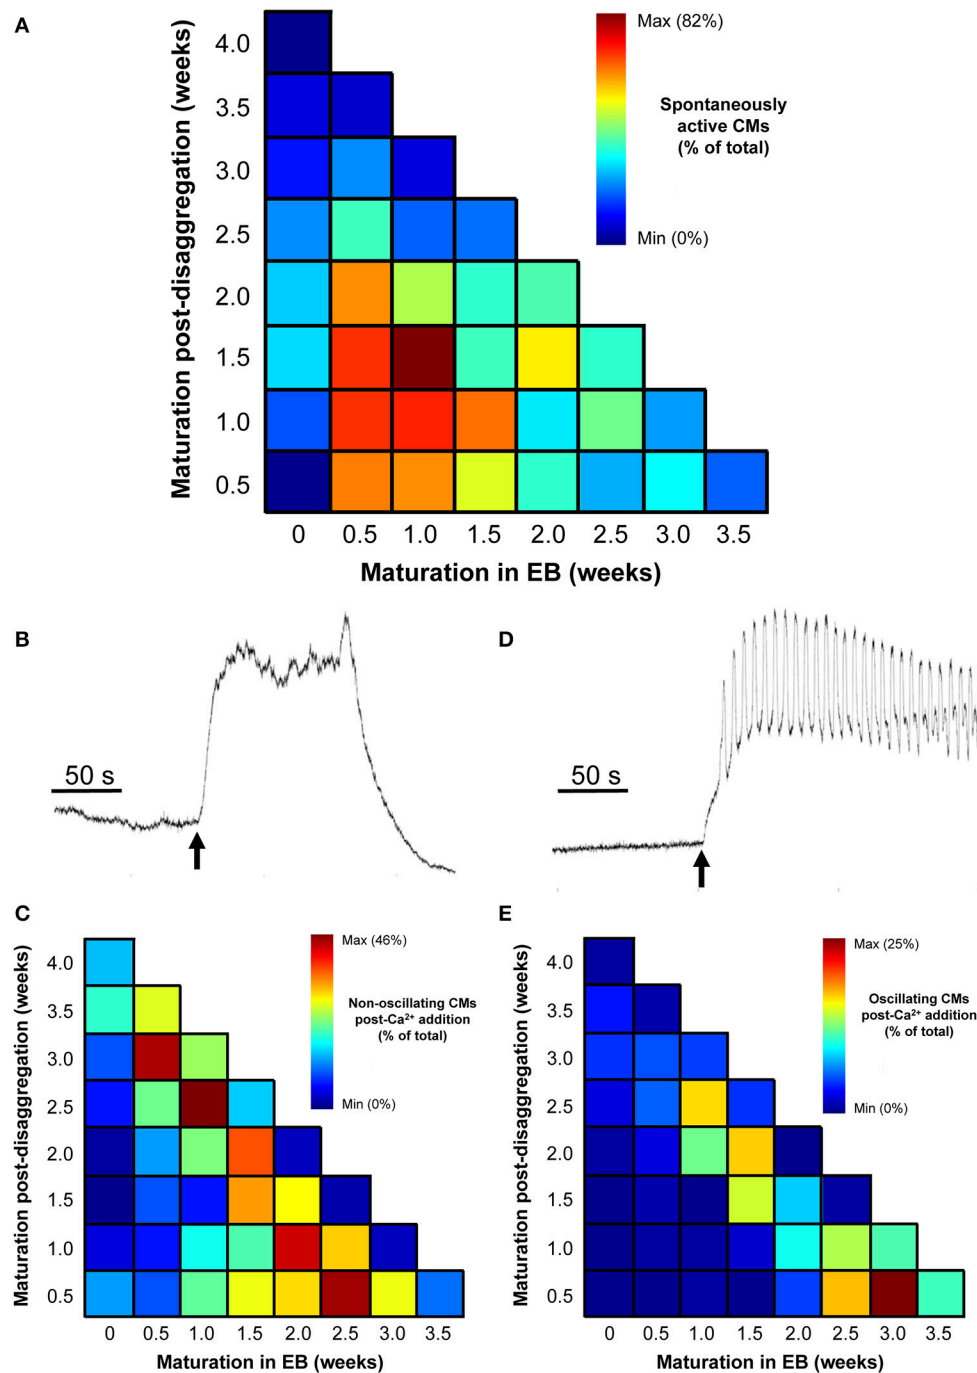 A
Maturation post-disaggregation (weeks)
4.0
3.5
3.0
2.5
2.0
1.5
1.0
0.5
0 0.5 1.0 1.5 2.0 2.5 3.0 3.5
Maturation in EB (weeks)
Max (82%)
Spontaneously
active CMs
(% of total)
Min (0%)
B
50 s
D
50 s
C
Maturation post-disaggregation (weeks)
4.0
3.5
3.0
2.5
2.0
1.5
1.0
0.5
0 0.5 1.0 1.5 2.0 2.5 3.0 3.5
Maturation in EB (weeks)
Max (46%)
Non-oscillating CMs
post-Ca²⁺ addition
(% of total)
Min (0%)
E
Maturation post-disaggregation (weeks)
4.0
3.5
3.0
2.5
2.0
1.5
1.0
0.5
0 0.5 1.0 1.5 2.0 2.5 3.0 3.5
Maturation in EB (weeks)
Max (25%)
Oscillating CMs
post-Ca²⁺ addition
(% of total)
Min (0%)